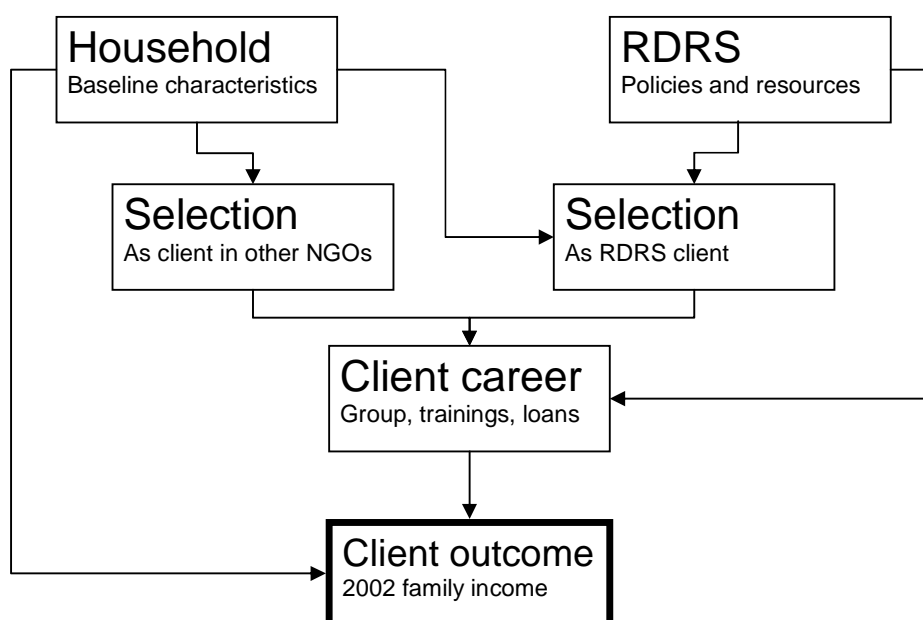 Household
Baseline characteristics
RDRS
Policies and resources
Selection
As client in other NGOs
Selection
As RDRS client
Client career
Group, trainings, loans
Client outcome
2002 family income